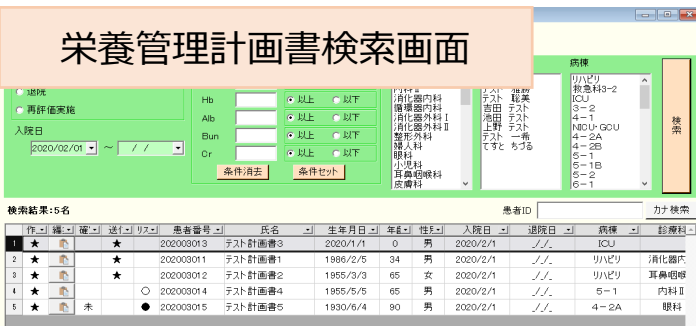 栄養管理計画書検索画面
退院
再評価実施
入院日
2020/02/01 ～ / /
Hb 以上 以下
Alb 以上 以下
Bun 以上 以下
Cr 以上 以下
条件消去 条件セット
消化器内科
循環器内科
消化器外科Ⅰ
消化器外科Ⅱ
整形外科
婦人科
眼科
小児科
耳鼻咽喉科
皮膚科
テスト 聡美
吉田 テスト
池田 テスト
上野 テスト
テスト 一希
てすと ちづる
病棟
リハビリ
救急科3-2
ICU
3-2
4-1
NICU・GCU
4-2A
4-2B
5-1
5-1B
5-2
6-1
検索
検索結果:5名 患者ID カナ検索
患者番号 氏名 生年月日 性 入院日 退院日 病棟 診療科
1 ★ ★ 202003013 テスト計画書3 2020/1/1 0 男 2020/2/1 _/_/_ ICU
2 ★ ★ 202003011 テスト計画書1 1986/2/5 34 男 2020/2/1 _/_/_ リハビリ 消化器内
3 ★ ★ 202003012 テスト計画書2 1955/3/3 65 女 2020/2/1 _/_/_ リハビリ 耳鼻咽喉
4 ★ ○ 202003014 テスト計画書4 1955/5/5 65 男 2020/2/1 _/_/_ 5-1 内科Ⅱ
5 ★ 未 ● 202003015 テスト計画書5 1930/6/4 90 男 2020/2/1 _/_/_ 4-2A 眼科